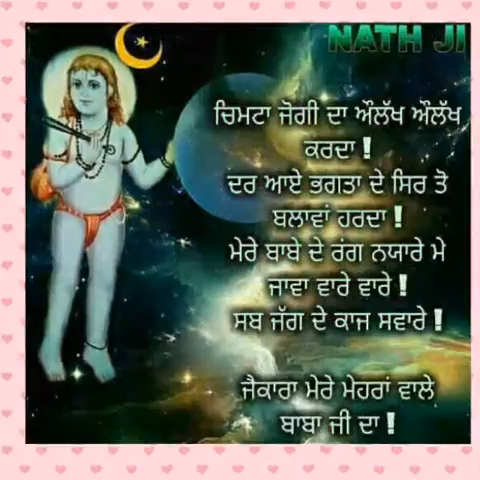 NATH JI
ਚਿਮਟਾ ਜੋਗੀ ਦਾ ਔਲੱਖ ਔਲੱਖ
ਕਰਦਾ !
ਦਰ ਆਏ ਭਗਤਾ ਦੇ ਸਿਰ ਤੋ
ਬਲਾਵਾਂ ਹਰਦਾ !
ਮੇਰੇ ਬਾਬੇ ਦੇ ਰੰਗ ਨਯਾਰੇ ਮੇ
ਜਾਵਾ ਵਾਰੇ ਵਾਰੇ !
ਸਬ ਜੱਗ ਦੇ ਕਾਜ ਸਵਾਰੇ !
ਜੈਕਾਰਾ ਮੇਰੇ ਮੇਹਰਾਂ ਵਾਲੇ
ਬਾਬਾ ਜੀ ਦਾ !